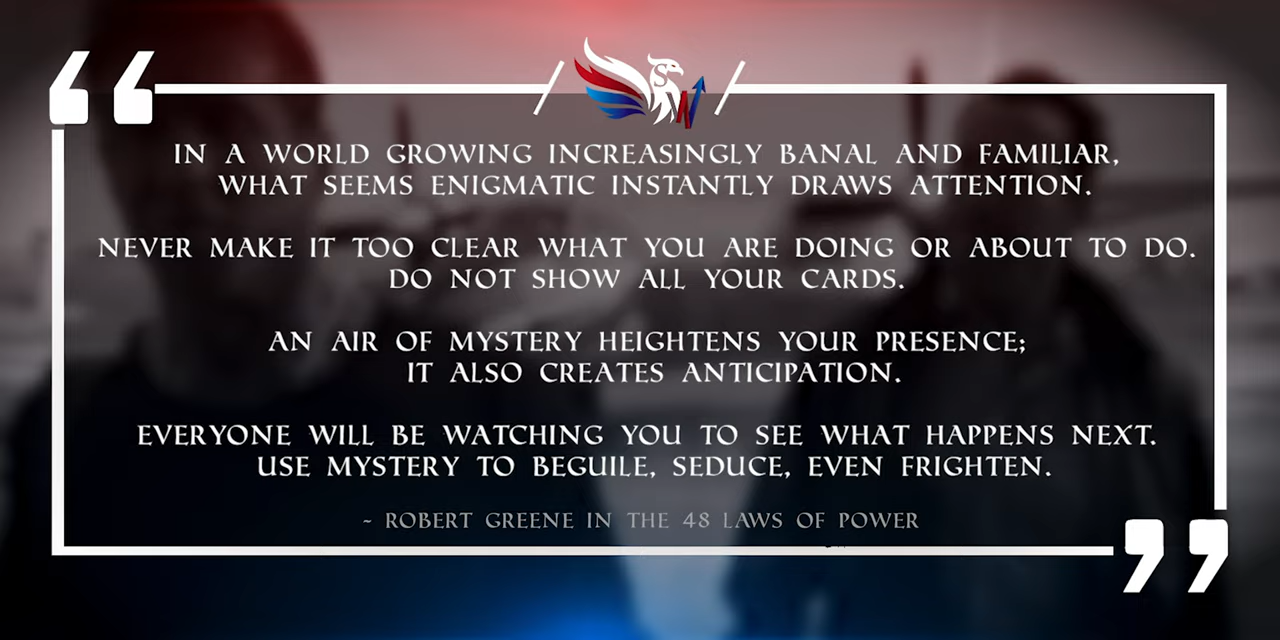 IN A WORLD GROWING INCREASINGLY BANAL AND FAMILIAR,
WHAT SEEMS ENIGMATIC INSTANTLY DRAWS ATTENTION.
NEVER MAKE IT TOO CLEAR WHAT YOU ARE DOING OR ABOUT TO DO.
DO NOT SHOW ALL YOUR CARDS.
AN AIR OF MYSTERY HEIGHTENS YOUR PRESENCE;
IT ALSO CREATES ANTICIPATION.
EVERYONE WILL BE WATCHING YOU TO SEE WHAT HAPPENS NEXT.
USE MYSTERY TO BEGUILE, SEDUCE, EVEN FRIGHTEN.
~ ROBERT GREENE IN THE 48 LAWS OF POWER